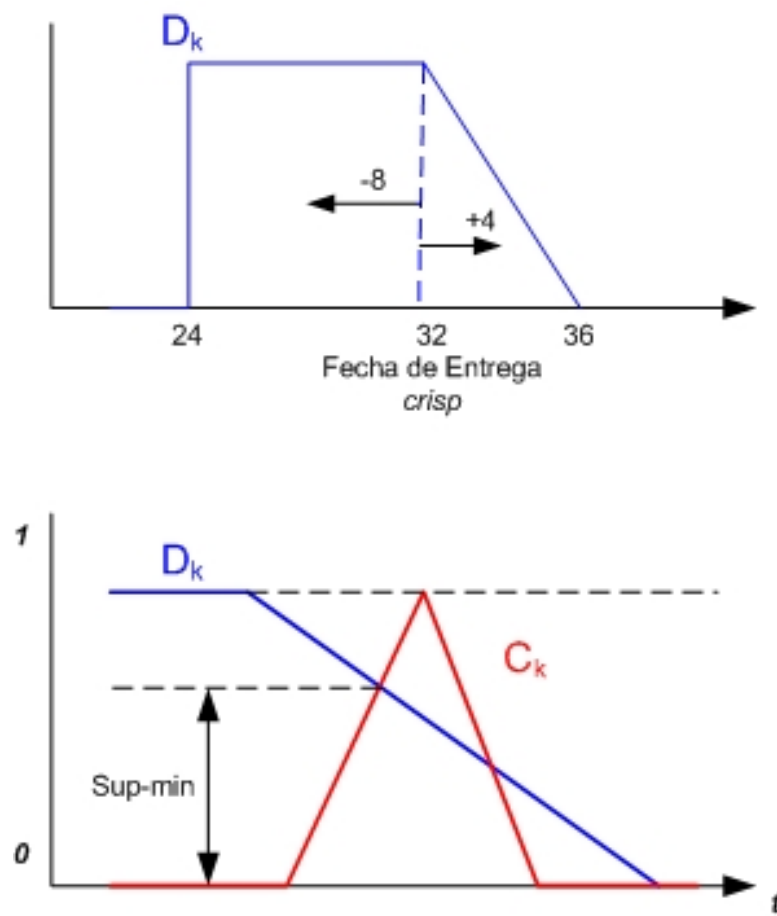 Dk
-8
+4
24 32 36
Fecha de Entrega
crisp
1
Dk
Ck
Sup-min
0